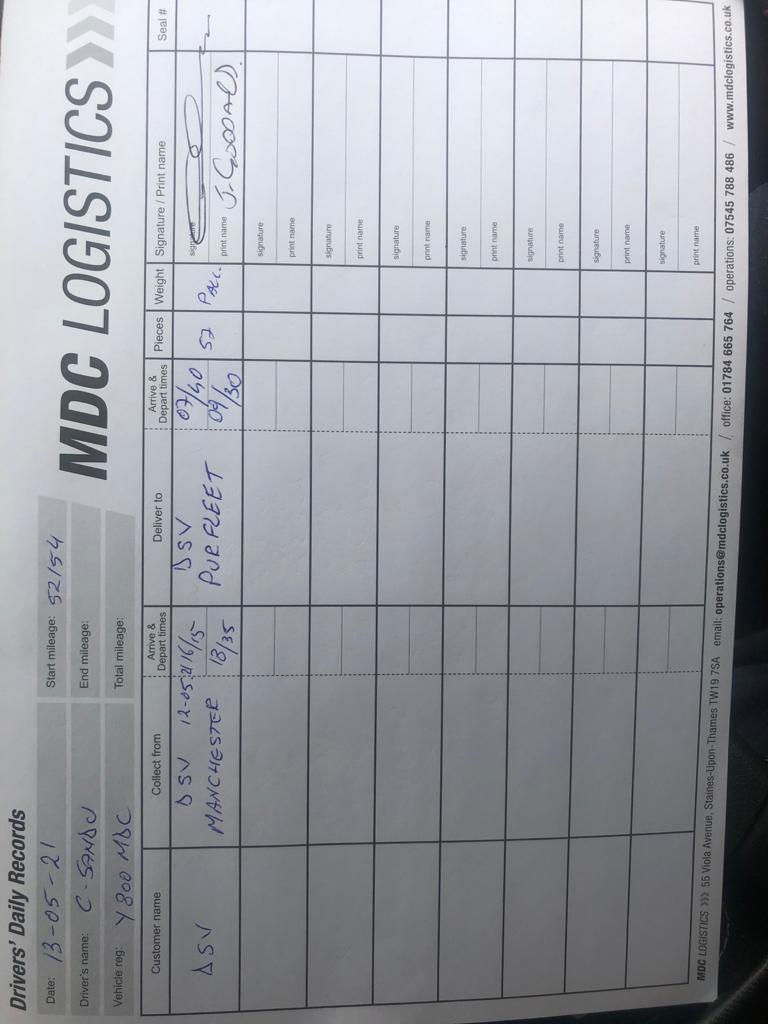 Drivers' Daily Records
Date: 13-05-21
Start mileage: 52154
Driver's name: C-SANDU
End mileage:
Vehicle reg: Y800 MDC
Total mileage:
MDC LOGISTICS
Customer name Collect from Arrive & Depart times Deliver to Arrive & Depart times Pieces Weight Signature / Print name Seal #
DSV DSV 12-05-21 16/15 DSV 07/40 signature
MANCHESTER 18/35 PURFLEET 09/30 52 PALL. print name J. GODDARD.
signature
print name
signature
print name
signature
print name
signature
print name
signature
print name
signature
print name
signature
print name
MDC LOGISTICS >>> 55 Viola Avenue, Staines-Upon-Thames TW19 7SA email: operations@mdclogistics.co.uk / office: 01784 665 764 / operations: 07545 788 486 / www.mdclogistics.co.uk